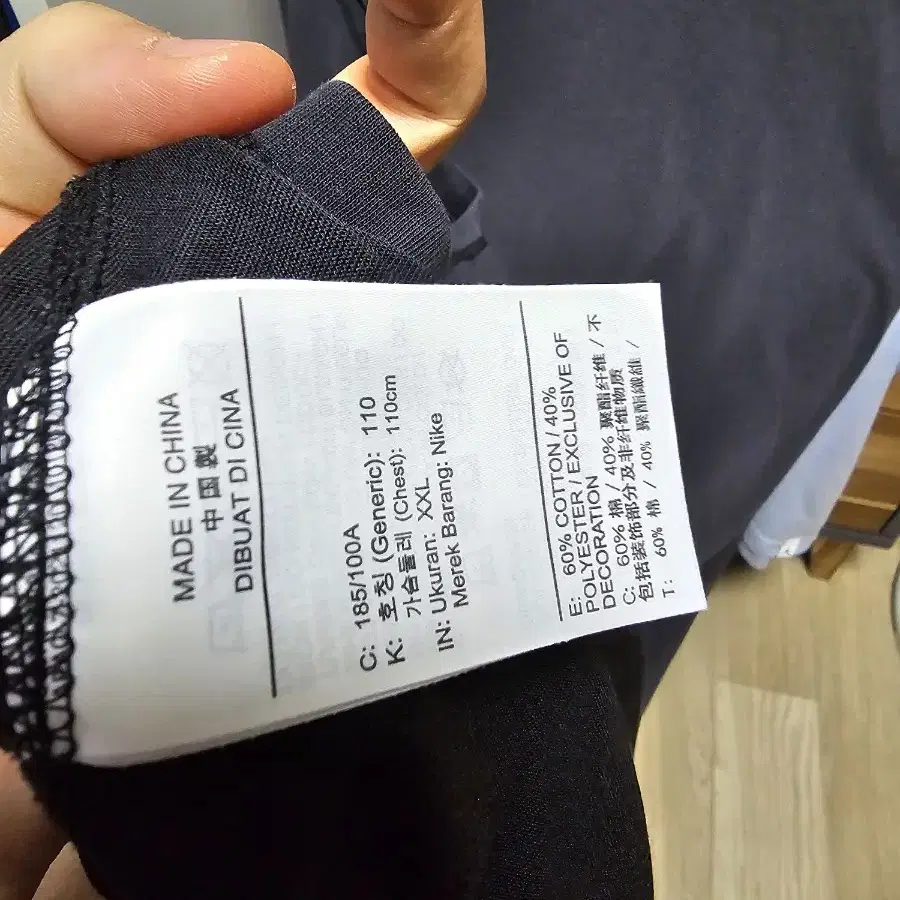 MADE IN CHINA
中国製
DIBUAT DI CINA
C: 185/100A
K: 호칭 (Generic): 110
가슴둘레 (Chest): 110cm
IN: Ukuran: XXL
Merek Barang: Nike
E: 60% COTTON / 40%
POLYESTER / EXCLUSIVE OF
DECORATION
C: 60% 棉 / 40% 聚酯纤维 / 不
包括装饰部分及非纤维物质
T: 60% 棉 / 40% 聚酯纖維 /